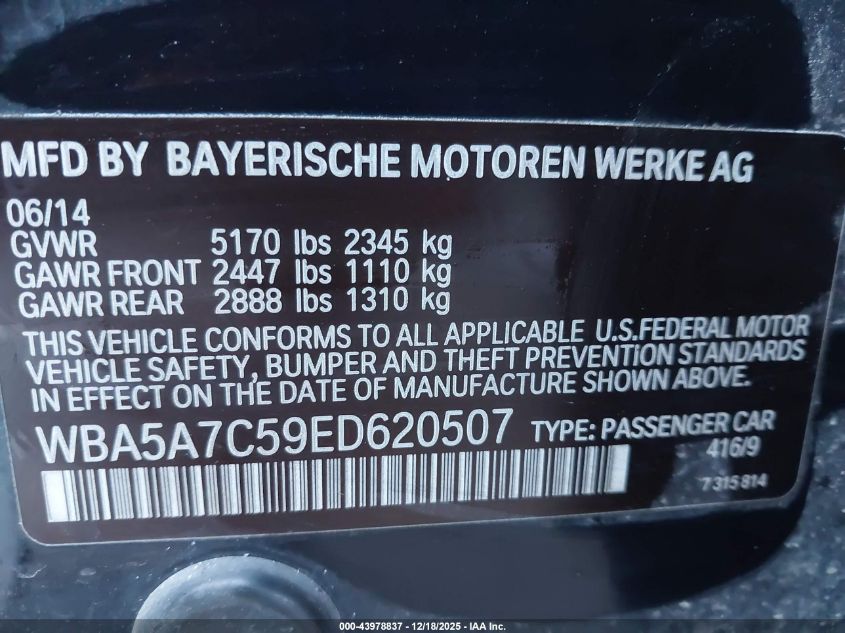 MFD BY BAYERISCHE MOTOREN WERKE AG
06/14
GVWR 5170 lbs 2345 kg
GAWR FRONT 2447 lbs 1110 kg
GAWR REAR 2888 lbs 1310 kg
THIS VEHICLE CONFORMS TO ALL APPLICABLE U.S.FEDERAL MOTOR
VEHICLE SAFETY, BUMPER AND THEFT PREVENTION STANDARDS
IN EFFECT ON THE DATE OF MANUFACTURE SHOWN ABOVE.
WBA5A7C59ED620507 TYPE: PASSENGER CAR
416/9
7 315 814
000-43978837 - 12/18/2025 - IAA Inc.